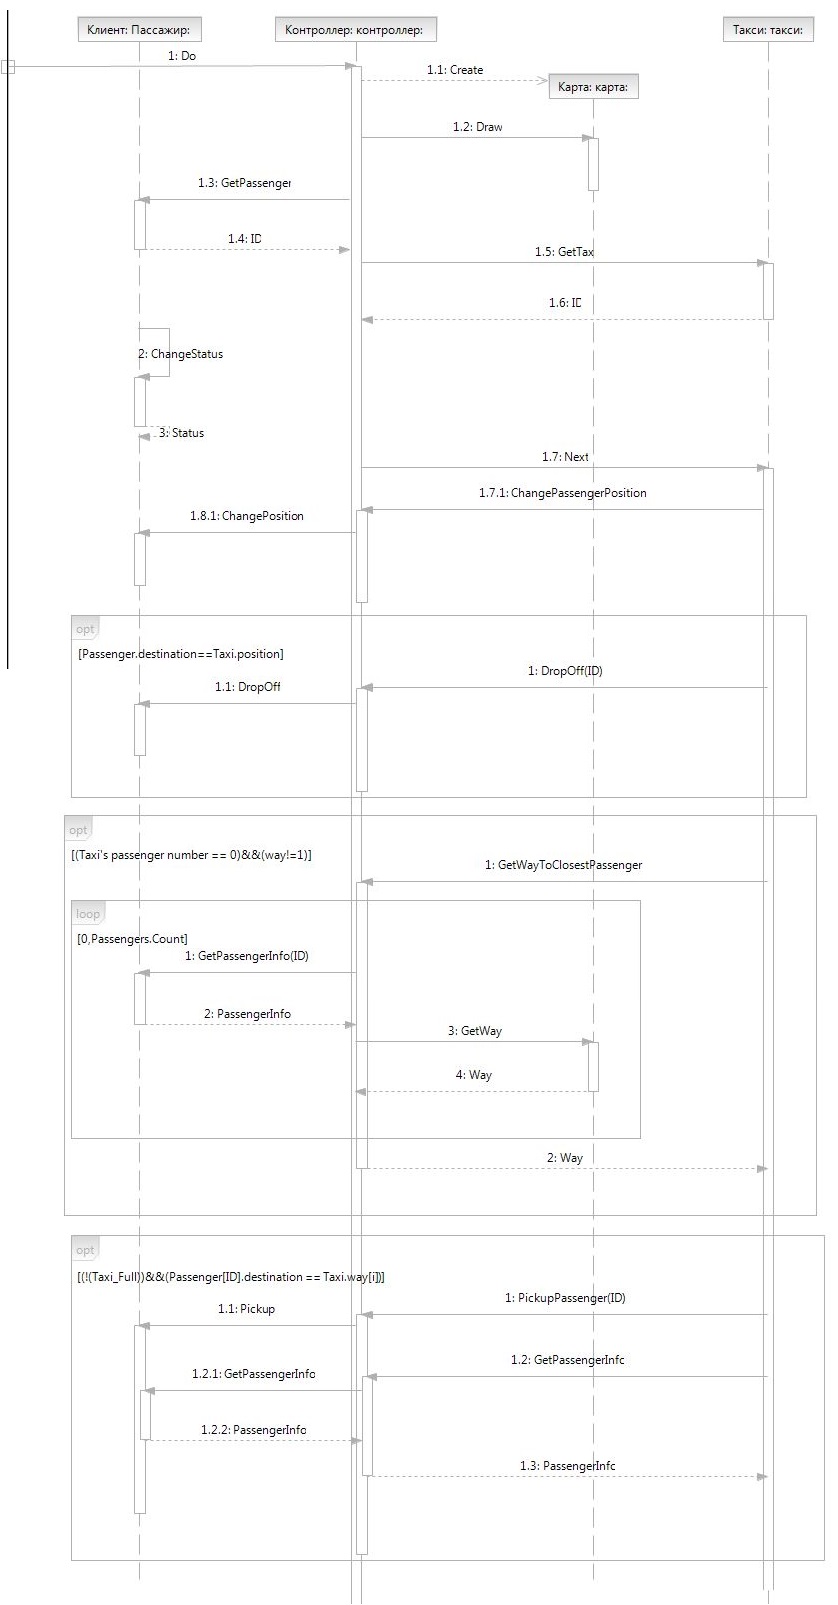 Клиент: Пассажир:
Контроллер: контроллер:
Такси: такси:
1: Do
1.1: Create
Карта: карта:
1.2: Draw
1.3: GetPassenger
1.4: ID
1.5: GetTax
1.6: ID
2: ChangeStatus
3: Status
1.7: Next
1.7.1: ChangePassengerPosition
1.8.1: ChangePosition
opt
[Passenger.destination==Taxi.position]
1: DropOff(ID)
1.1: DropOff
opt
[(Taxi's passenger number == 0)&&(way!=1)]
1: GetWayToClosestPassenger
loop
[0,Passengers.Count]
1: GetPassengerInfo(ID)
2: PassengerInfo
3: GetWay
4: Way
2: Way
opt
[(!(Taxi_Full))&&(Passenger[ID].destination == Taxi.way[i])]
1: PickupPassenger(ID)
1.1: Pickup
1.2: GetPassengerInfo
1.2.1: GetPassengerInfo
1.2.2: PassengerInfo
1.3: PassengerInfo